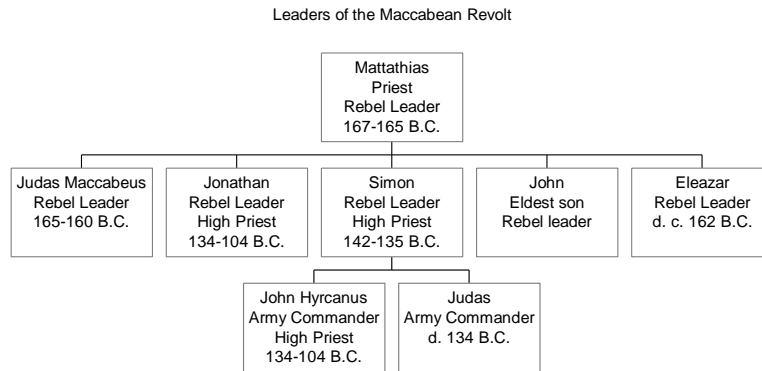 Leaders of the Maccabean Revolt
Mattathias
Priest
Rebel Leader
167-165 B.C.
Judas Maccabeus
Rebel Leader
165-160 B.C.
Jonathan
Rebel Leader
High Priest
134-104 B.C.
Simon
Rebel Leader
High Priest
142-135 B.C.
John
Eldest son
Rebel leader
Eleazar
Rebel Leader
d. c. 162 B.C.
John Hyrcanus
Army Commander
High Priest
134-104 B.C.
Judas
Army Commander
d. 134 B.C.